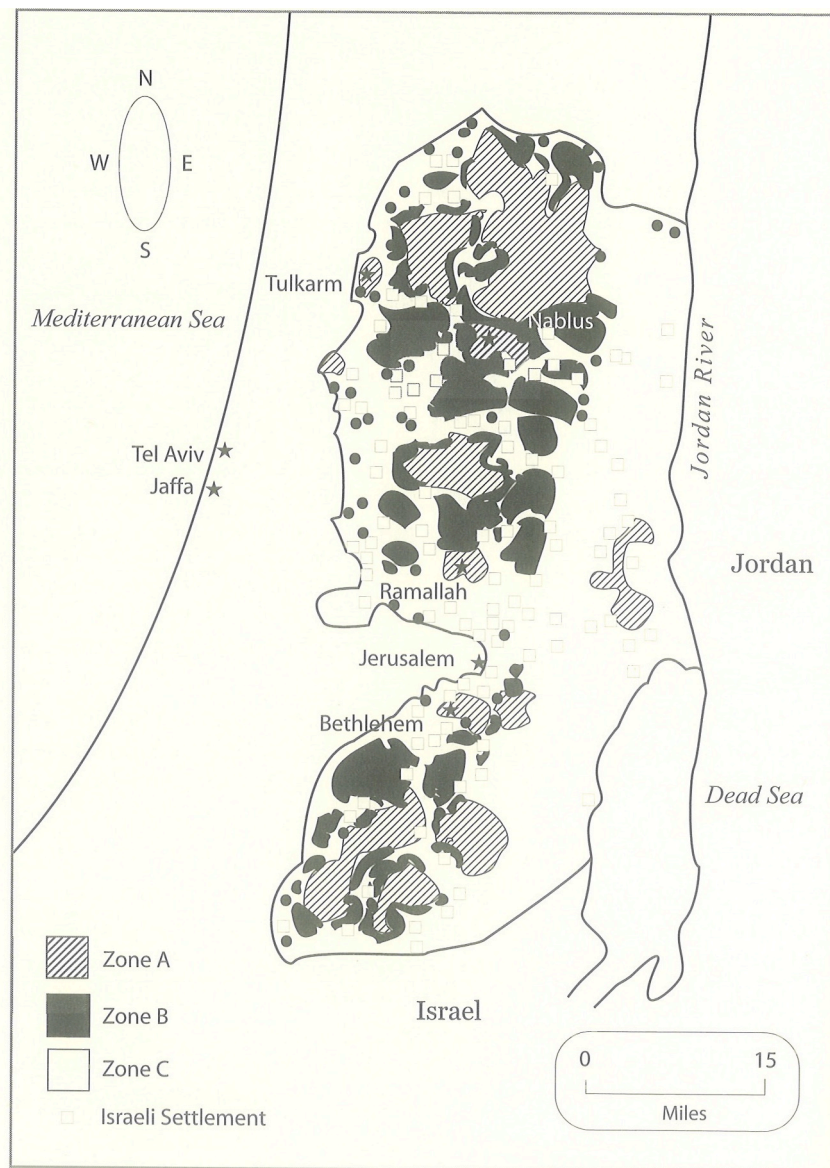 N
W E
S
Tulkarm
Mediterranean Sea
Nablus
Jordan River
Tel Aviv
Jaffa
Jordan
Ramallah
Jerusalem
Bethlehem
Dead Sea
Zone A
Zone B
Zone C
Israeli Settlement
Israel
0 15
Miles